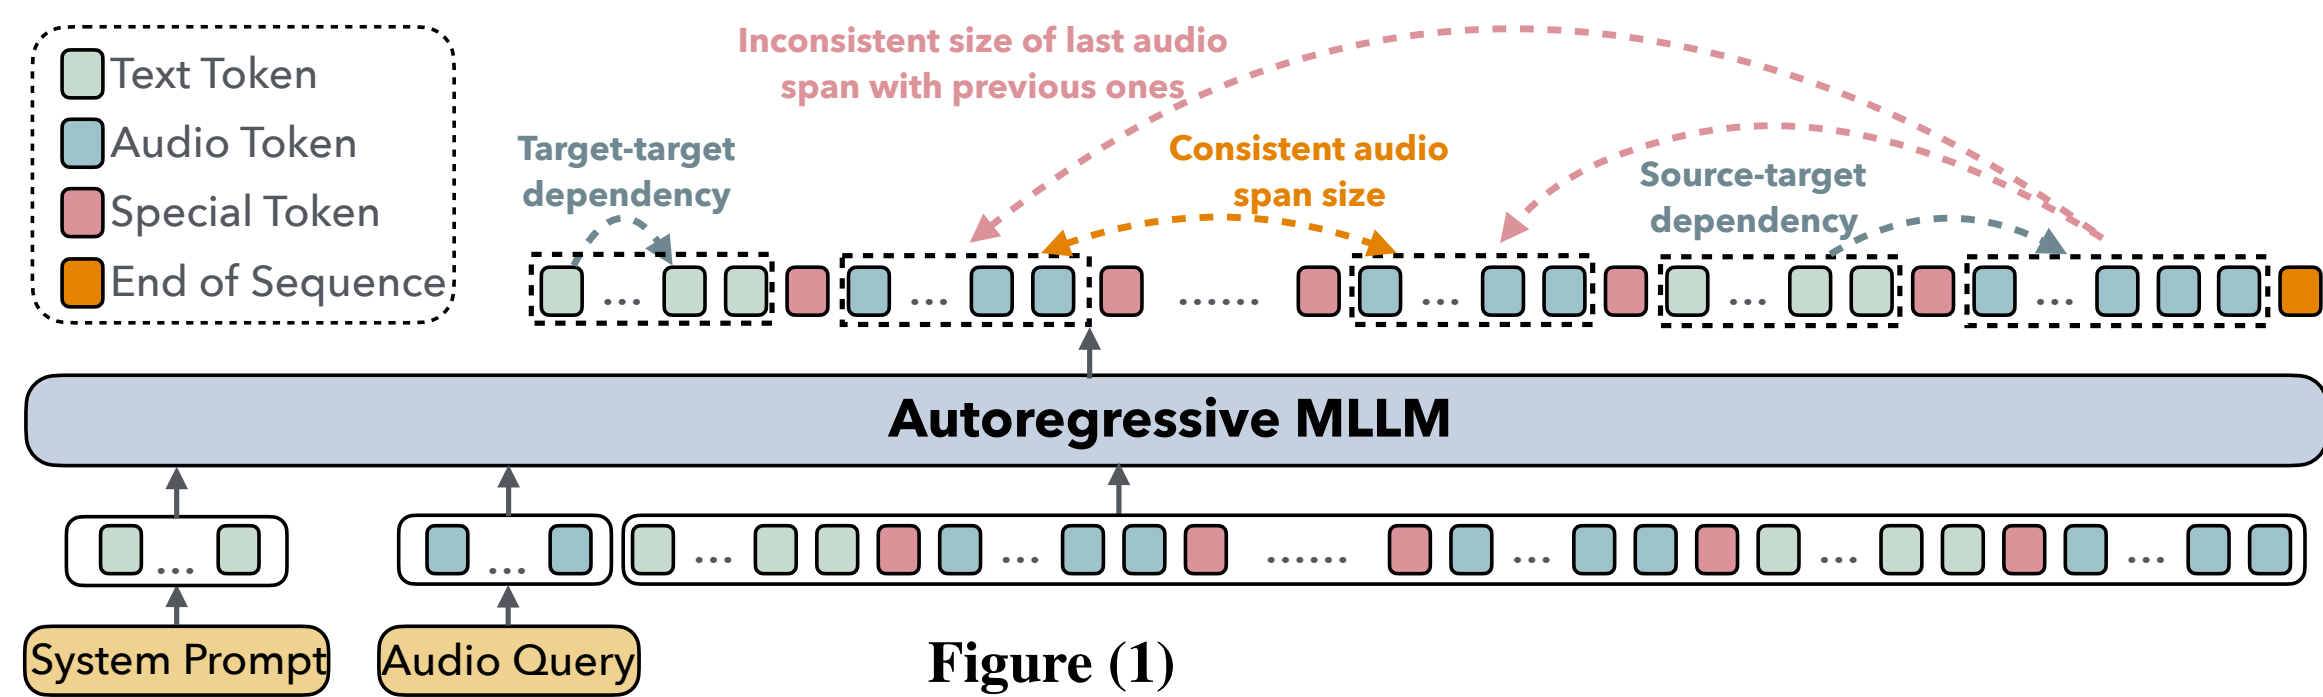 Text Token
Audio Token
Special Token
End of Sequence
Inconsistent size of last audio
span with previous ones
Target-target
dependency
Consistent audio
span size
Source-target
dependency
...
...
......
...
...
...
Autoregressive MLLM
...
...
...
...
......
...
...
...
System Prompt
Audio Query
Figure (1)